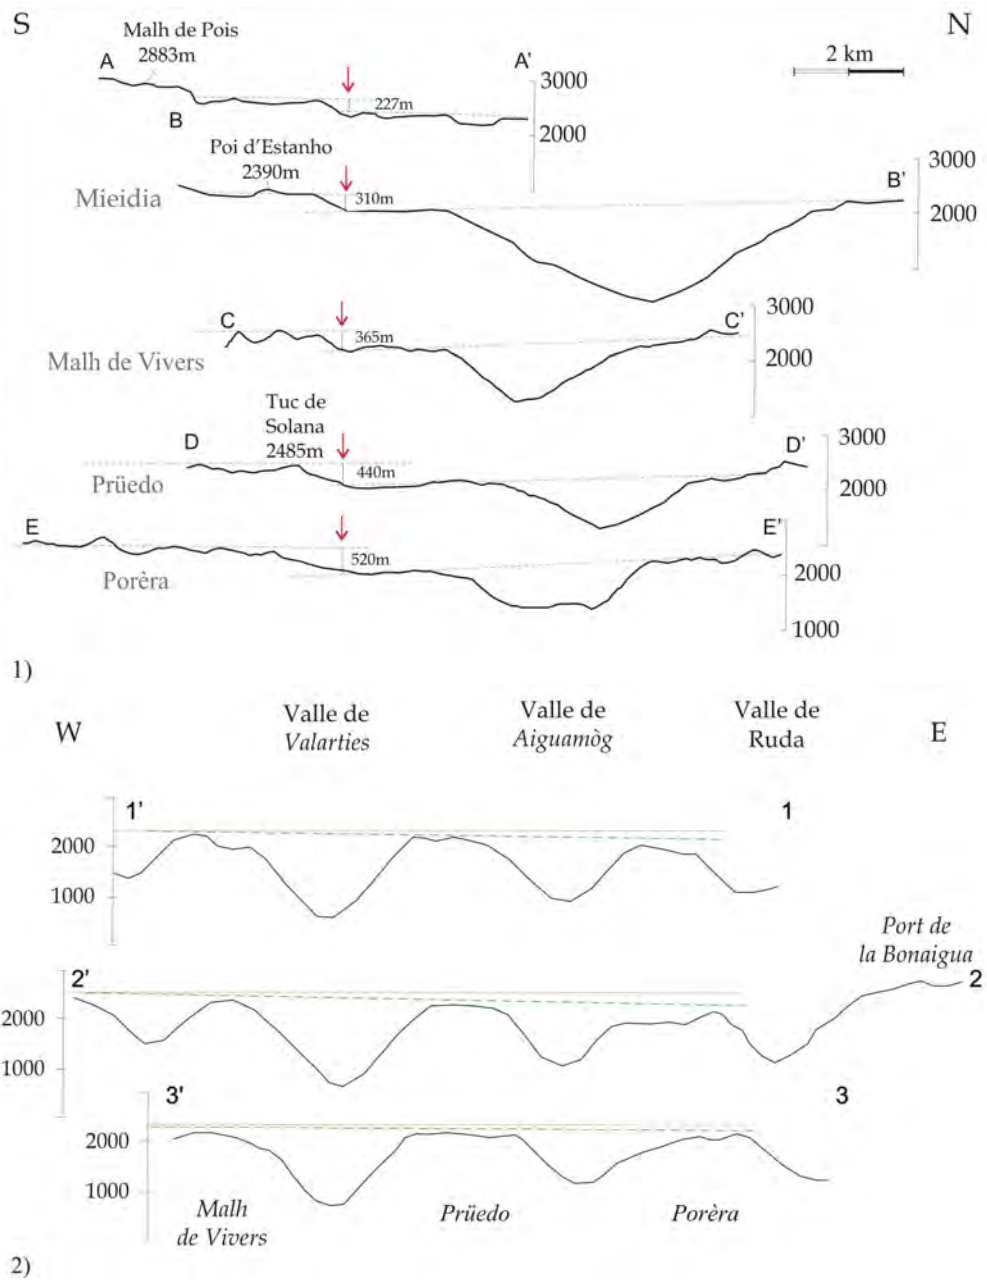 S
N
Malh de Pois
2883m
A
A'
2 km
3000
227m
2000
B
Poi d'Estanho
2390m
3000
B'
Mieidia
310m
2000
3000
C
C'
365m
Malh de Vivers
2000
Tuc de
Solana
2485m
3000
D
D'
440m
Prüedo
2000
E
E'
520m
Porèra
2000
1000
1)
W
Valle de
Valarties
Valle de
Aiguamòg
Valle de
Ruda
E
1'
1
2000
1000
Port de
la Bonaigua
2'
2
2000
1000
3'
3
2000
1000
Malh
de Vivers
Prüedo
Porèra
2)